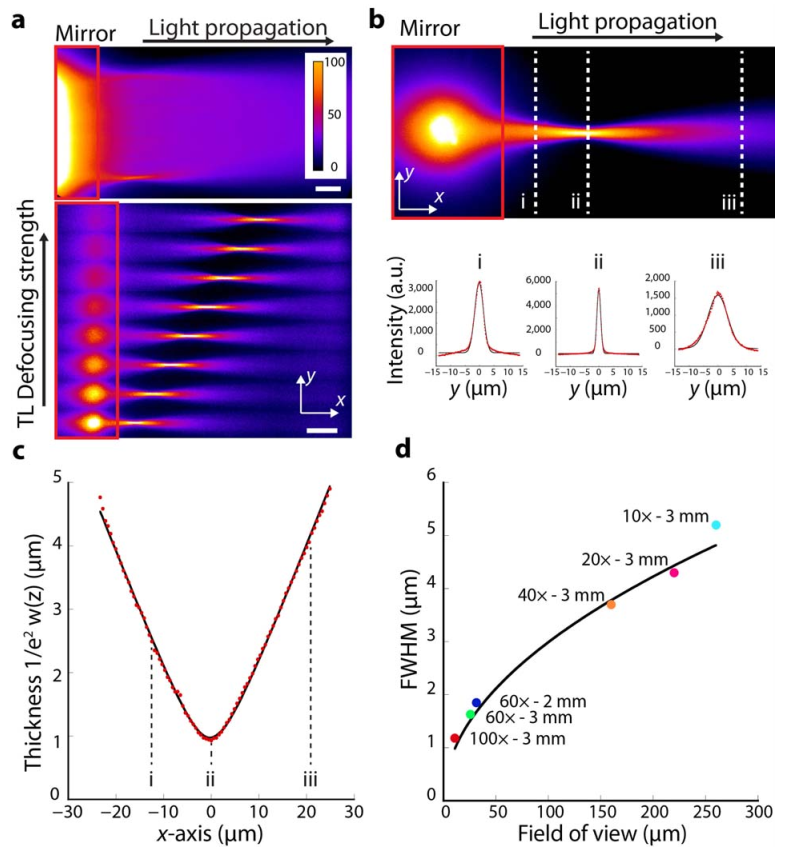 a
Mirror
Light propagation
100
50
0
TL Defocusing strength
y
x
b
Mirror
Light propagation
y
x
i
ii
iii
Intensity (a.u.)
i
3,000
2,000
1,000
0
−15 −10 −5 0 5 10 15
y (μm)
ii
6,000
4,000
2,000
0
−15 −10 −5 0 5 10 15
y (μm)
iii
2,000
1,500
1,000
500
0
−15 −10 −5 0 5 10 15
y (μm)
c
Thickness 1/e² w(z) (μm)
5
4
3
2
1
0
i
ii
iii
−30 −20 −10 0 10 20 30
x-axis (μm)
d
FWHM (μm)
6
5
4
3
2
1
0
10× - 3 mm
20× - 3 mm
40× - 3 mm
60× - 2 mm
60× - 3 mm
100× - 3 mm
0 50 100 150 200 250 300
Field of view (μm)